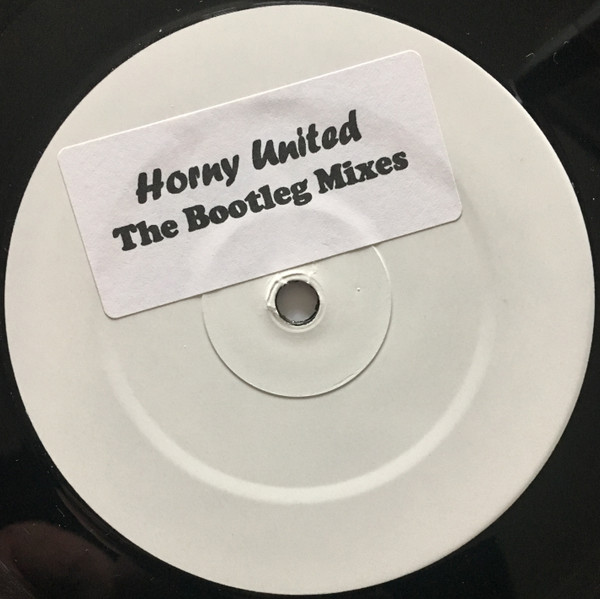 Horny United
The Bootleg Mixes